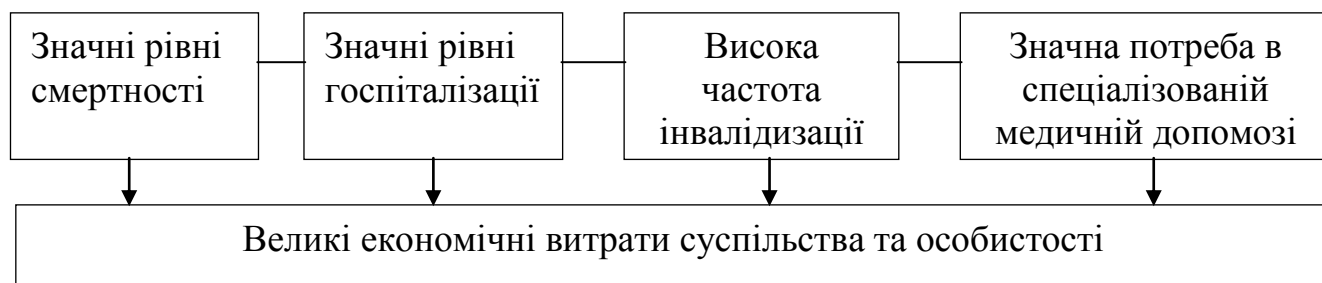 Значні рівні
смертності
Значні рівні
госпіталізації
Висока
частота
інвалідизації
Значна потреба в
спеціалізованій
медичній допомозі
Великі економічні витрати суспільства та особистості